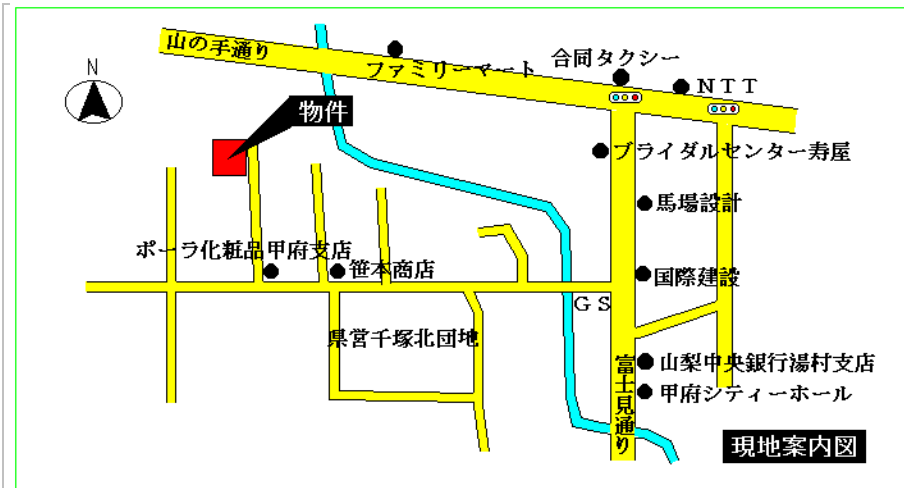 山の手通り
ファミリーマート
合同タクシー
NTT
N
物件
ブライダルセンター寿屋
馬場設計
ポーラ化粧品甲府支店
笹本商店
国際建設
GS
県営千塚北団地
富士見通り
山梨中央銀行湯村支店
甲府シティーホール
現地案内図